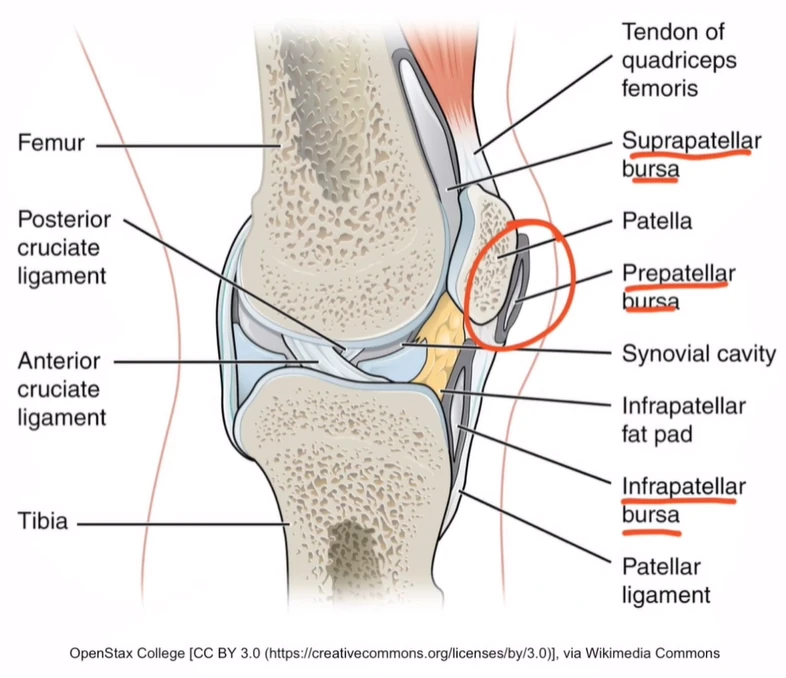 Femur
Posterior
cruciate
ligament
Anterior
cruciate
ligament
Tibia
Tendon of
quadriceps
femoris
Suprapatellar
bursa
Patella
Prepatellar
bursa
Synovial cavity
Infrapatellar
fat pad
Infrapatellar
bursa
Patellar
ligament
OpenStax College [CC BY 3.0 (https://creativecommons.org/licenses/by/3.0)], via Wikimedia Commons